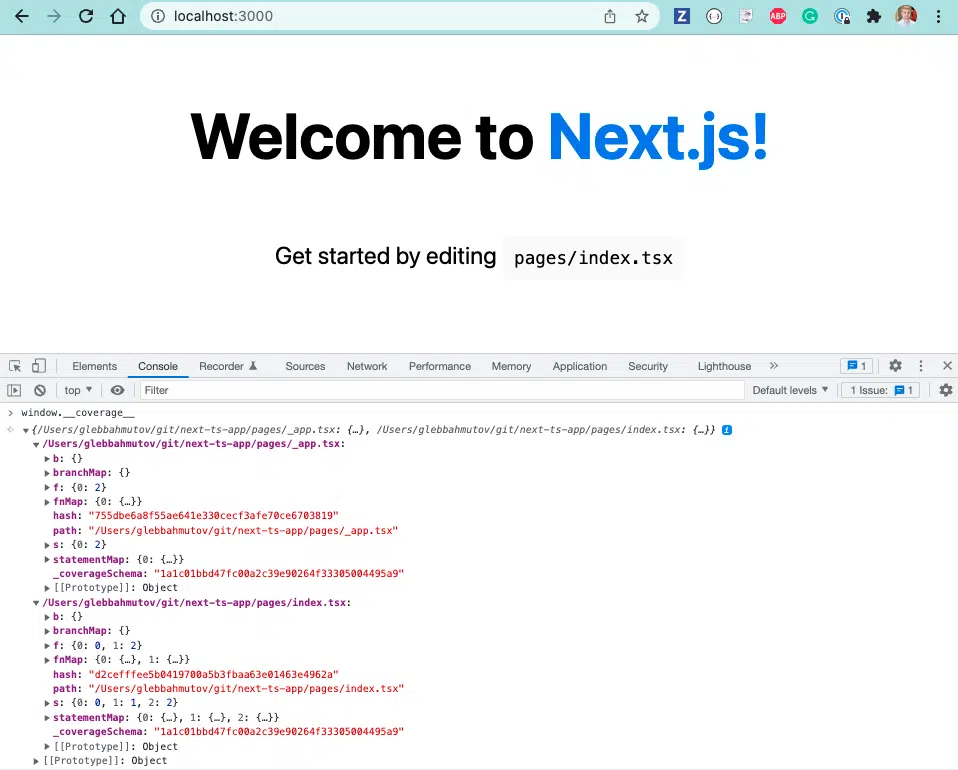 localhost:3000
Z
ABP
Welcome to Next.js!
Get started by editing pages/index.tsx
Elements Console Recorder Sources Network Performance Memory Application Security Lighthouse » 1
top Filter Default levels 1 Issue: 1
> window.__coverage__
{/Users/glebbahmutov/git/next-ts-app/pages/_app.tsx: {…}, /Users/glebbahmutov/git/next-ts-app/pages/index.tsx: {…}} i
/Users/glebbahmutov/git/next-ts-app/pages/_app.tsx:
b: {}
branchMap: {}
f: {0: 2}
fnMap: {0: {…}}
hash: "755dbe6a8f55ae641e330cecf3afe70ce6703819"
path: "/Users/glebbahmutov/git/next-ts-app/pages/_app.tsx"
s: {0: 2}
statementMap: {0: {…}}
_coverageSchema: "1a1c01bbd47fc00a2c39e90264f33305004495a9"
[[Prototype]]: Object
/Users/glebbahmutov/git/next-ts-app/pages/index.tsx:
b: {}
branchMap: {}
f: {0: 0, 1: 2}
fnMap: {0: {…}, 1: {…}}
hash: "d2cefffee5b0419700a5b3fbaa63e01463e4962a"
path: "/Users/glebbahmutov/git/next-ts-app/pages/index.tsx"
s: {0: 0, 1: 1, 2: 2}
statementMap: {0: {…}, 1: {…}, 2: {…}}
_coverageSchema: "1a1c01bbd47fc00a2c39e90264f33305004495a9"
[[Prototype]]: Object
[[Prototype]]: Object